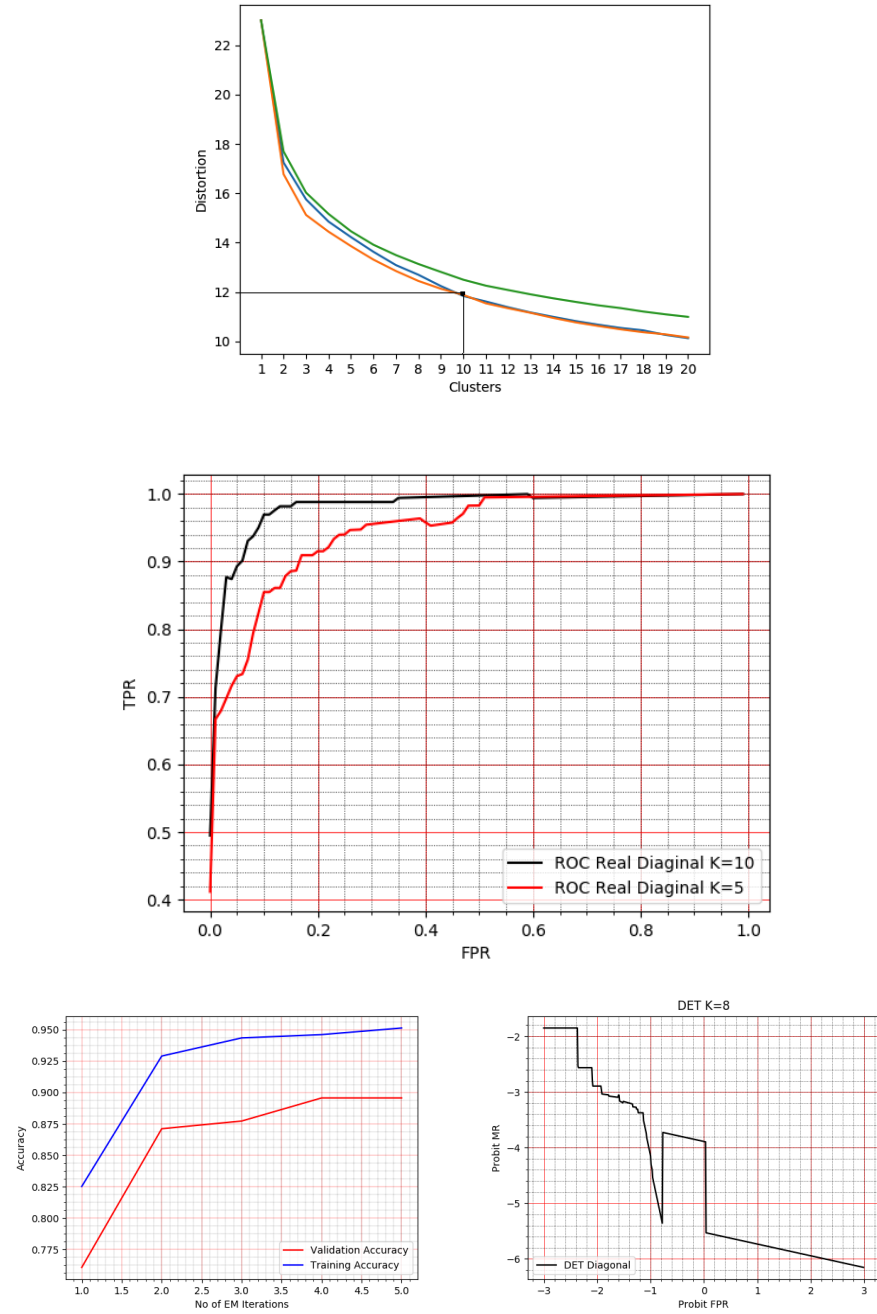 22
20
18
16
14
12
10
Distortion
1 2 3 4 5 6 7 8 9 10 11 12 13 14 15 16 17 18 19 20
Clusters
1.0
0.9
0.8
0.7
0.6
0.5
0.4
TPR
ROC Real Diaginal K=10
ROC Real Diaginal K=5
0.0 0.2 0.4 0.6 0.8 1.0
FPR
0.950
0.925
0.900
0.875
0.850
0.825
0.800
0.775
Accuracy
Validation Accuracy
Training Accuracy
1.0 1.5 2.0 2.5 3.0 3.5 4.0 4.5 5.0
No of EM Iterations
DET K=8
−2
−3
−4
−5
−6
Probit MR
DET Diagonal
−3 −2 −1 0 1 2 3
Probit FPR